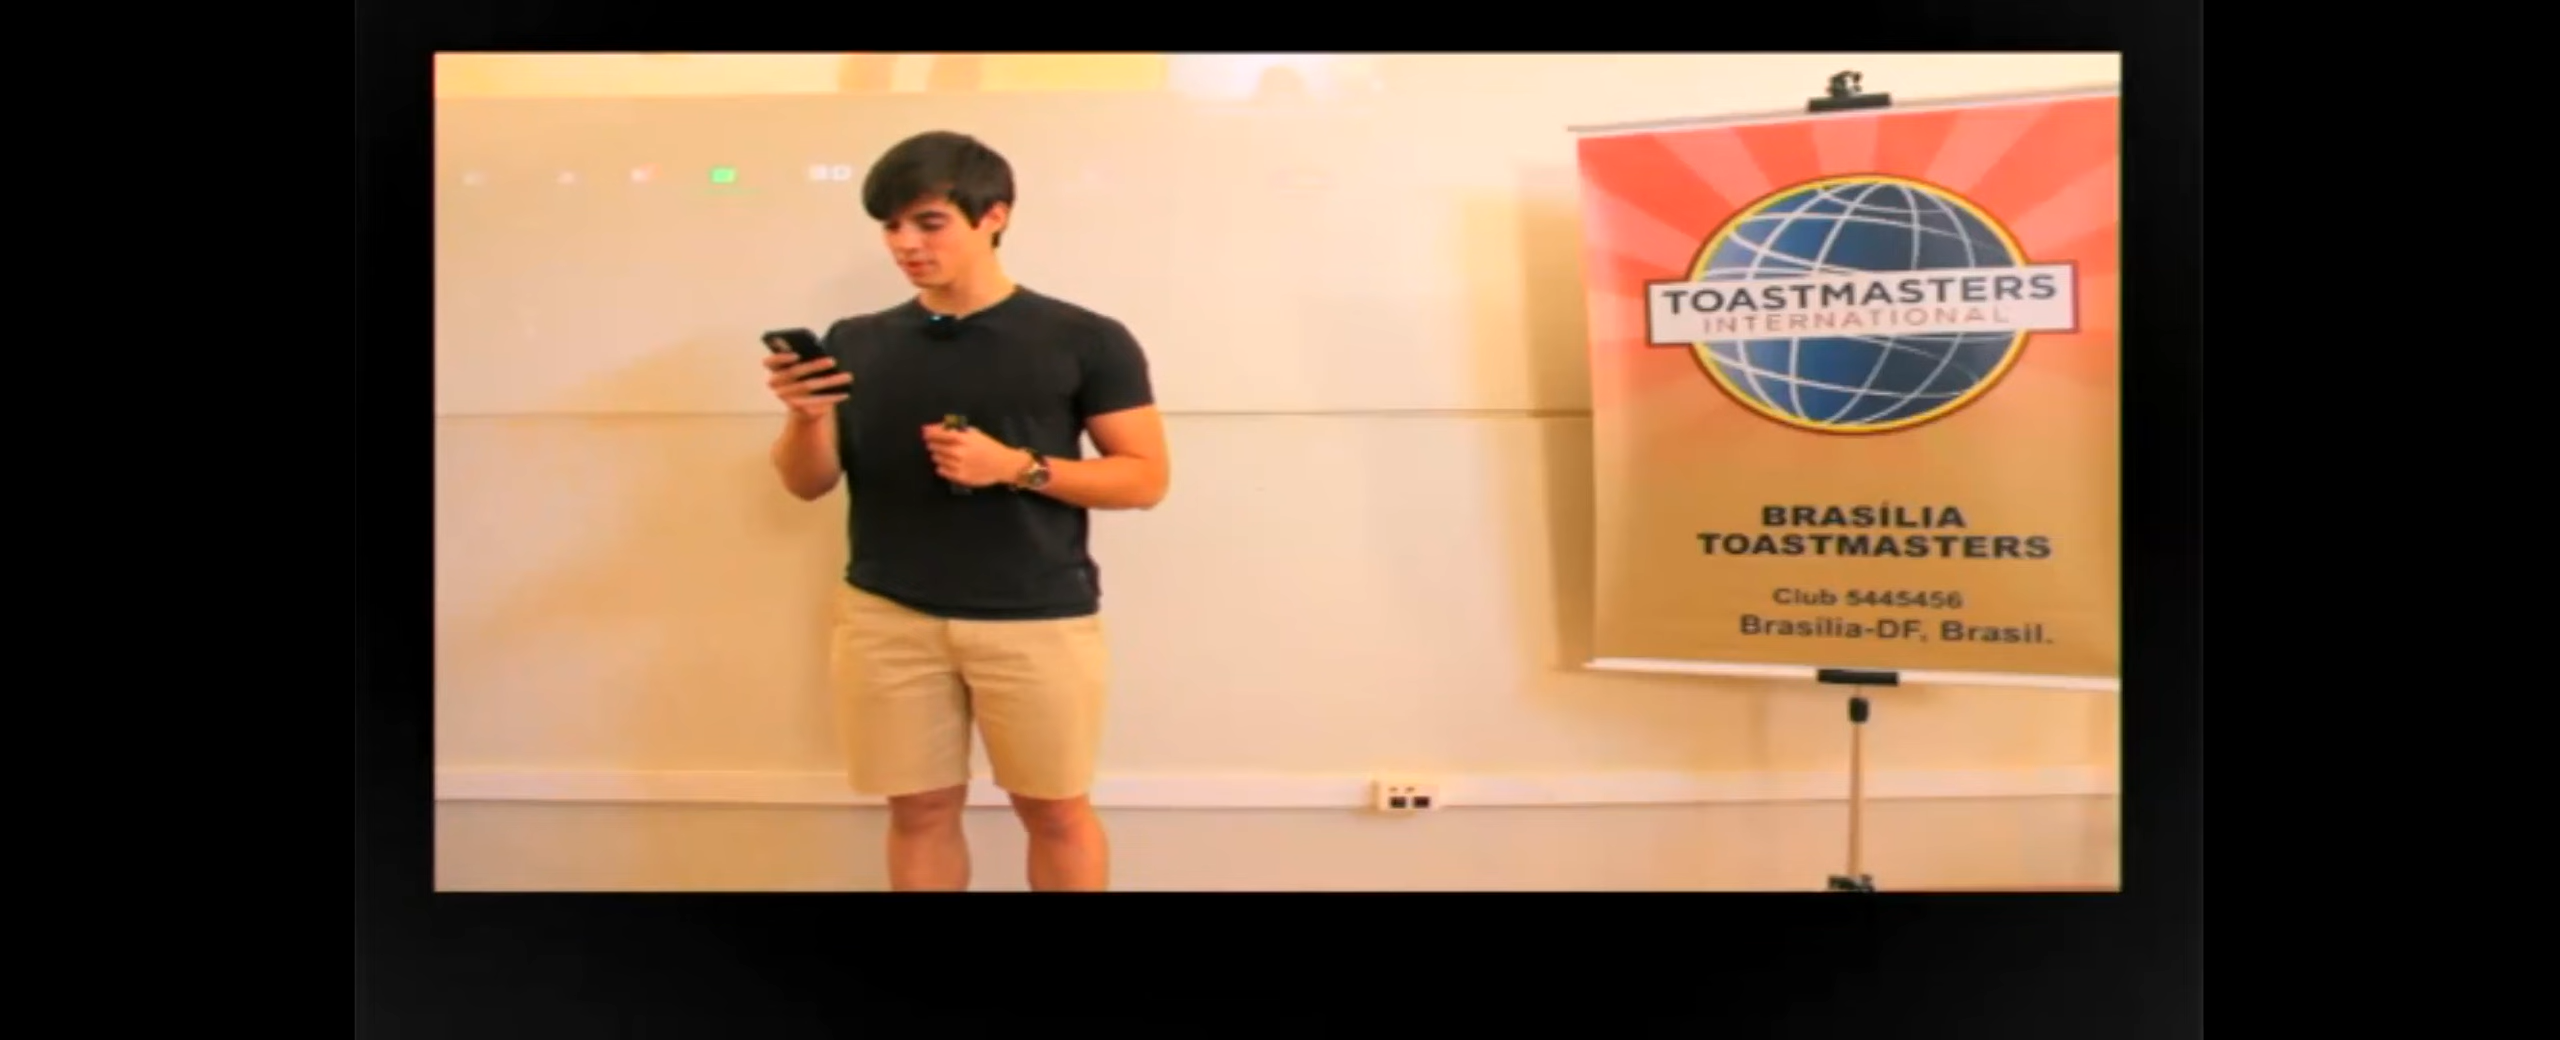 TOASTMASTERS
INTERNATIONAL
BRASÍLIA
TOASTMASTERS
Club 5445456
Brasília-DF, Brasil.